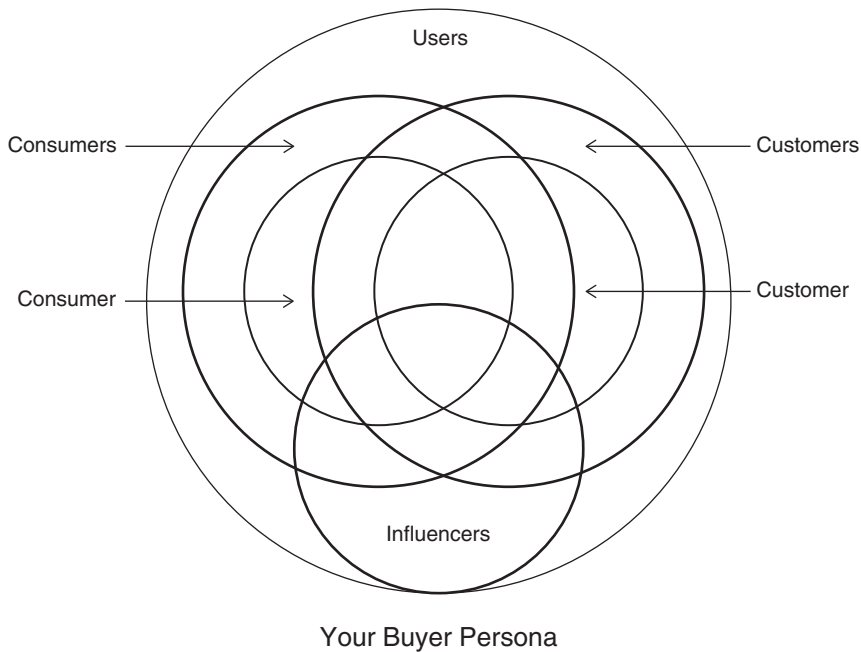 Users
Consumers
Customers
Consumer
Customer
Influencers
Your Buyer Persona